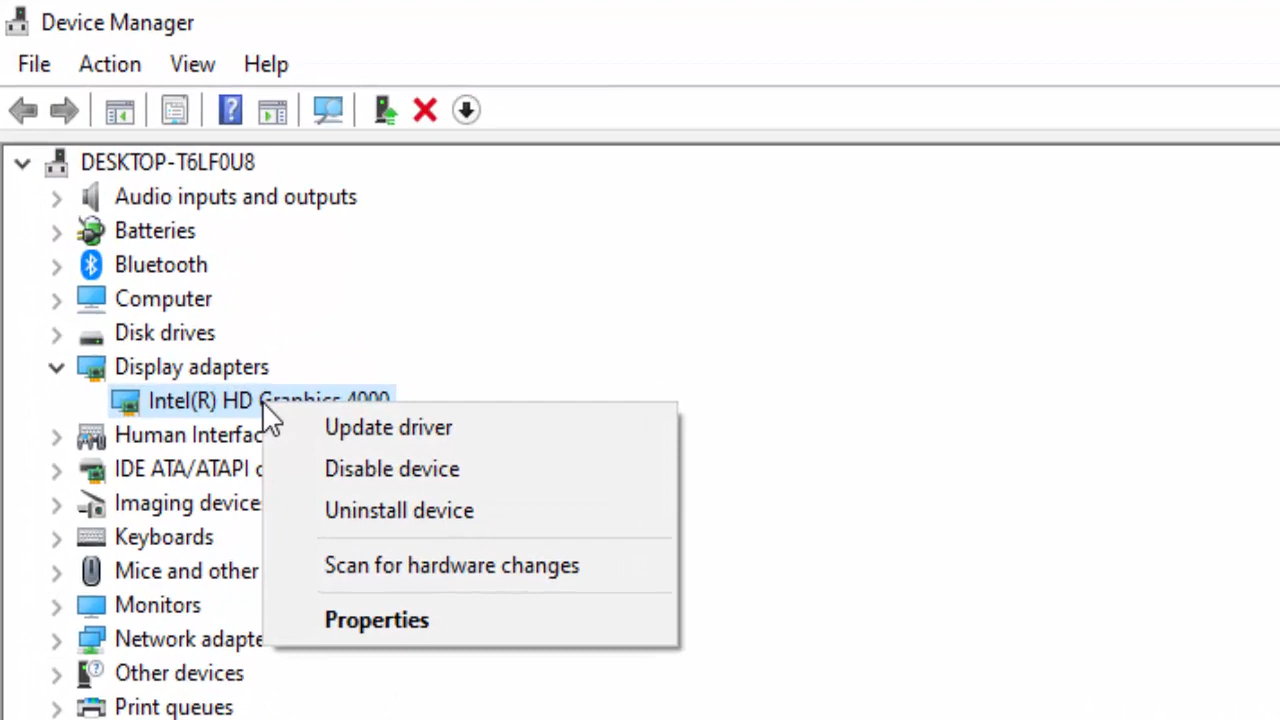 Device Manager
File Action View Help
DESKTOP-T6LF0U8
Audio inputs and outputs
Batteries
Bluetooth
Computer
Disk drives
Display adapters
Intel(R) HD Graphics 4000
Update driver
Disable device
Uninstall device
Scan for hardware changes
Properties
Human Interfac
IDE ATA/ATAPI
Imaging device
Keyboards
Mice and other
Monitors
Network adapte
Other devices
Print queues